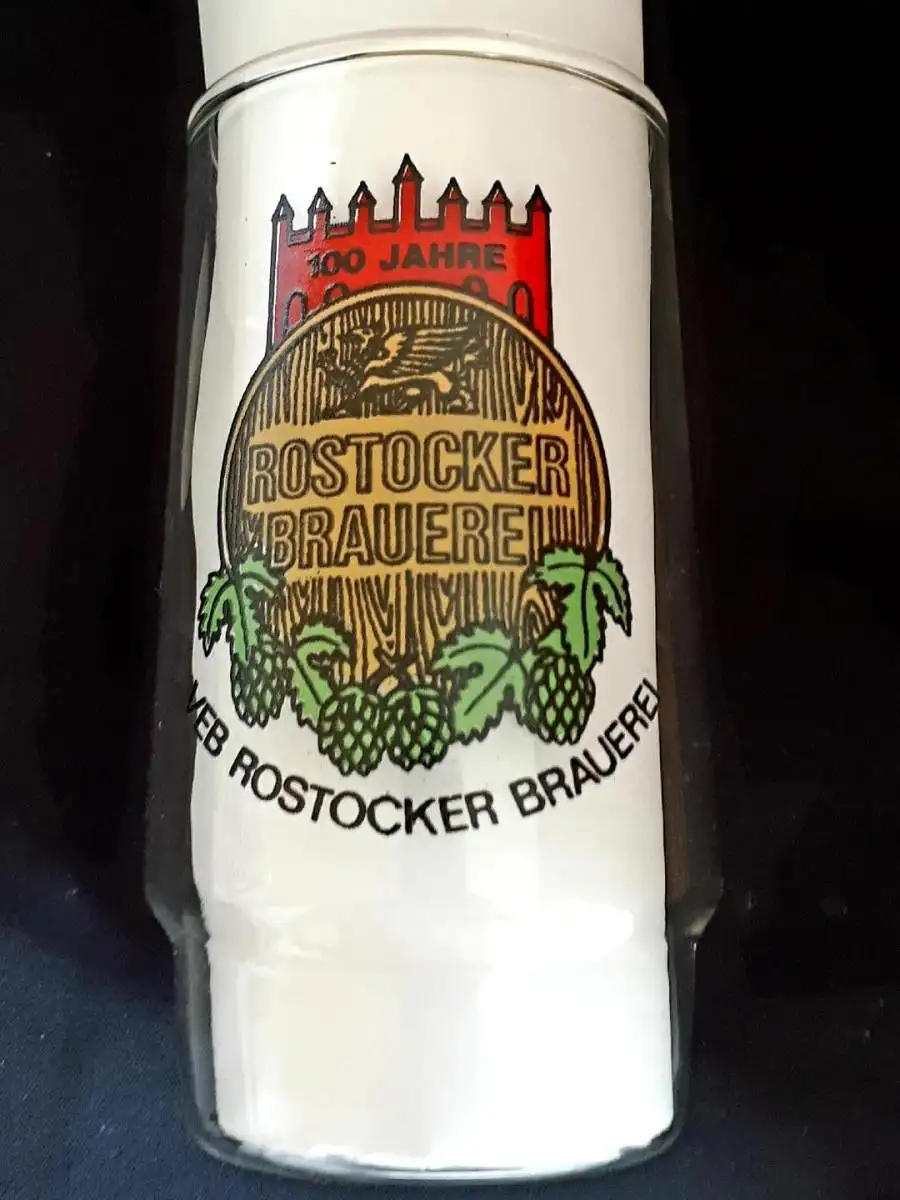 100 JAHRE
ROSTOCKER
BRAUEREI
VEB ROSTOCKER BRAUEREI